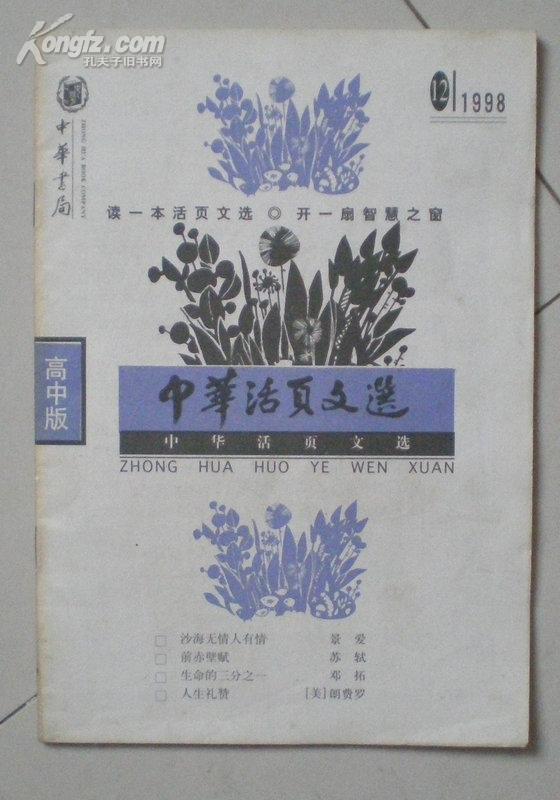 Kongfz.com
孔夫子旧书网
12 1998
中華書局
ZHONG HUA BOOK COMPANY
读一本活页文选 ◎ 开一扇智慧之窗
高中版
中華活頁文選
中华活页文选
ZHONG HUA HUO YE WEN XUAN
□ 沙海无情人有情 景爱
□ 前赤壁赋 苏轼
□ 生命的三分之一 邓拓
□ 人生礼赞 [美]朗费罗